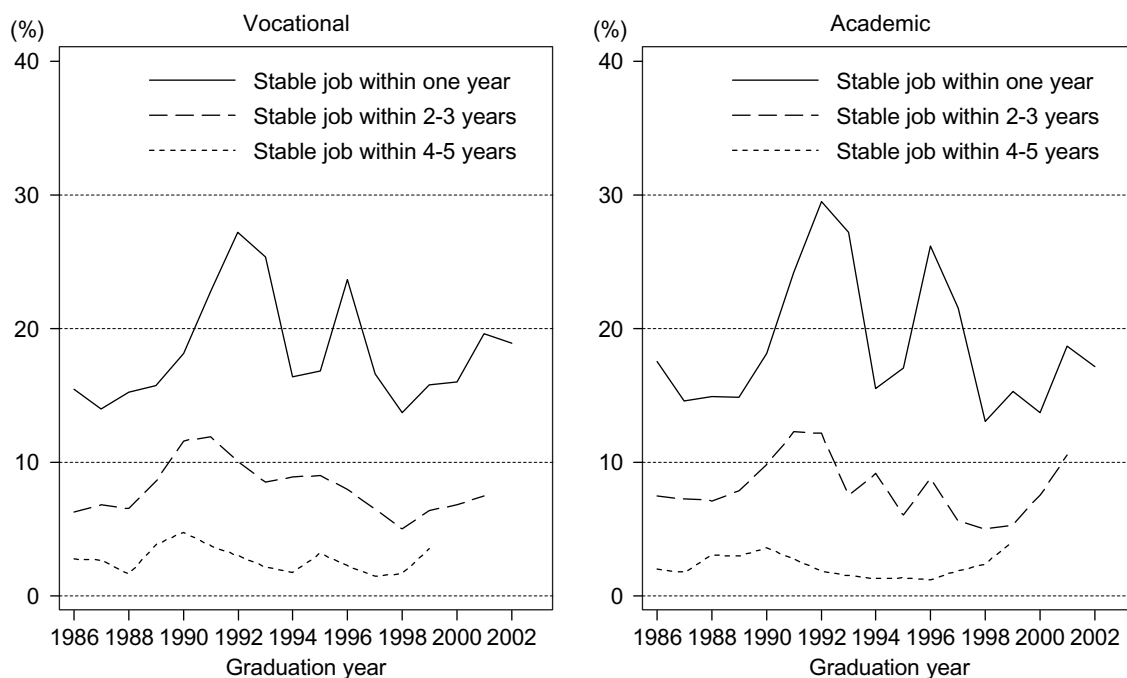 Vocational
(%)
40
30
20
10
0
Stable job within one year
Stable job within 2-3 years
Stable job within 4-5 years
1986 1988 1990 1992 1994 1996 1998 2000 2002
Graduation year
Academic
(%)
40
30
20
10
0
Stable job within one year
Stable job within 2-3 years
Stable job within 4-5 years
1986 1988 1990 1992 1994 1996 1998 2000 2002
Graduation year